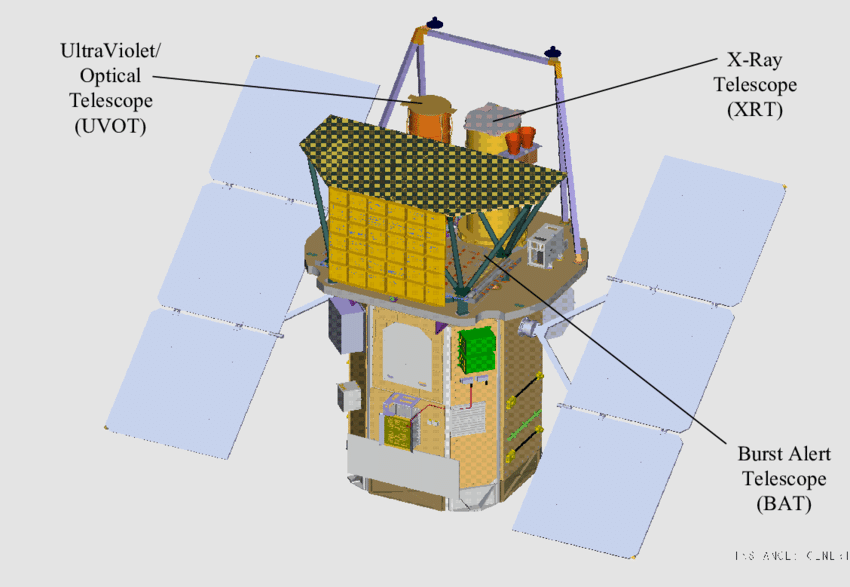 UltraViolet/
Optical
Telescope
(UVOT)
X-Ray
Telescope
(XRT)
Burst Alert
Telescope
(BAT)